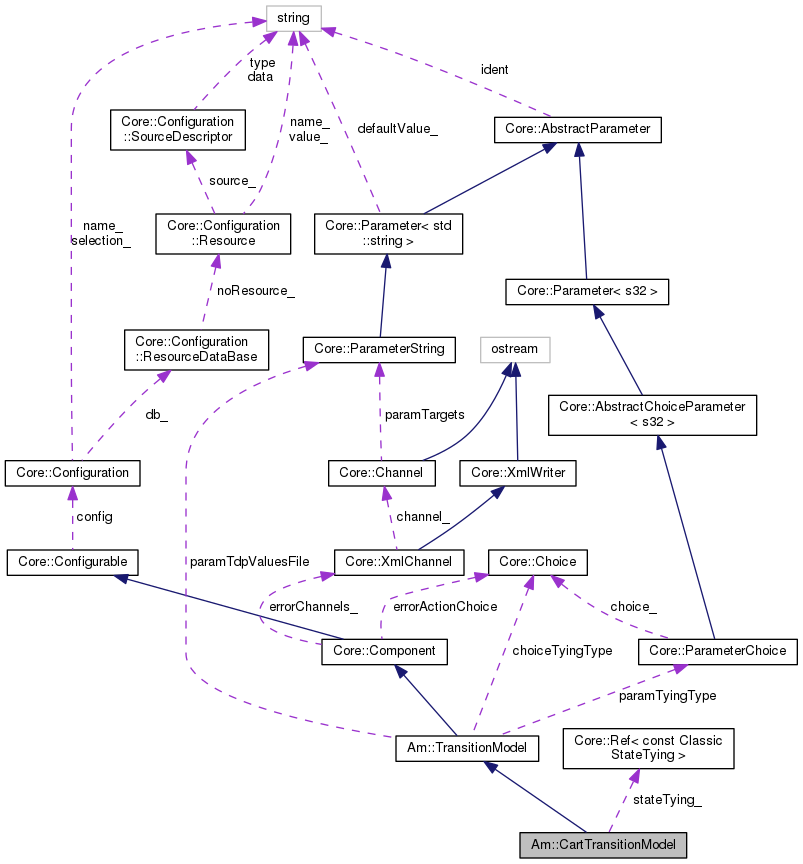 string
type
data
ident
Core::Configuration
::SourceDescriptor
name_
value_
defaultValue_
Core::AbstractParameter
source_
name_
selection_
Core::Configuration
::Resource
Core::Parameter< std
::string >
noResource_
Core::Parameter< s32 >
Core::Configuration
::ResourceDataBase
Core::ParameterString
ostream
db_
paramTargets
Core::AbstractChoiceParameter
< s32 >
Core::Configuration
Core::Channel
Core::XmlWriter
config
channel_
Core::Configurable
paramTdpValuesFile
Core::XmlChannel
Core::Choice
errorChannels_
errorActionChoice
choice_
Core::Component
choiceTyingType
Core::ParameterChoice
paramTyingType
Am::TransitionModel
Core::Ref< const Classic
StateTying >
stateTying_
Am::CartTransitionModel